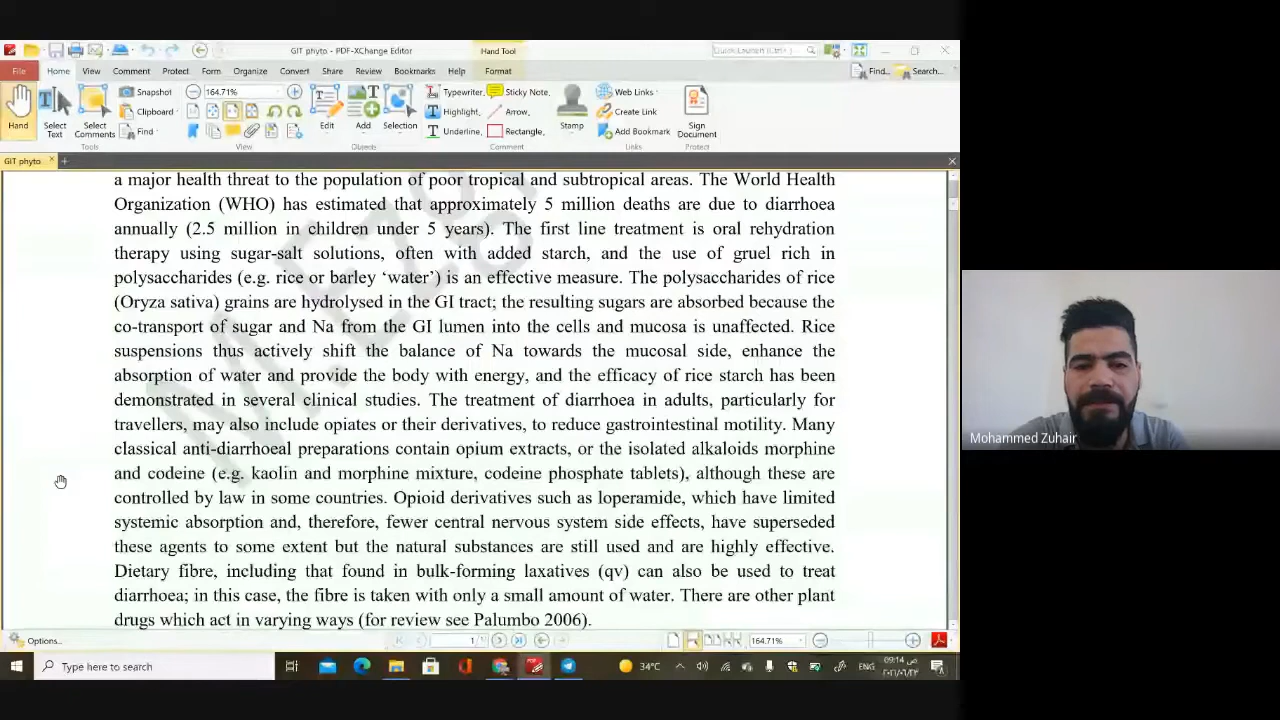 GIT phyto - PDF-XChange Editor
Hand Tool
Quick Launch (Ctrl+.)
File
Home
View
Comment
Protect
Form
Organize
Convert
Share
Review
Bookmarks
Help
Format
Find...
Search...
Hand
Select Text
Select Comments
Snapshot
Clipboard
Find
Tools
164.71%
View
Edit
Add
Selection
Objects
Typewriter
Highlight
Underline
Sticky Note
Arrow
Rectangle
Stamp
Comment
Web Links
Create Link
Add Bookmark
Links
Sign Document
Protect
GIT phyto
a major health threat to the population of poor tropical and subtropical areas. The World Health
Organization (WHO) has estimated that approximately 5 million deaths are due to diarrhoea
annually (2.5 million in children under 5 years). The first line treatment is oral rehydration
therapy using sugar-salt solutions, often with added starch, and the use of gruel rich in
polysaccharides (e.g. rice or barley ‘water’) is an effective measure. The polysaccharides of rice
(Oryza sativa) grains are hydrolysed in the GI tract; the resulting sugars are absorbed because the
co-transport of sugar and Na from the GI lumen into the cells and mucosa is unaffected. Rice
suspensions thus actively shift the balance of Na towards the mucosal side, enhance the
absorption of water and provide the body with energy, and the efficacy of rice starch has been
demonstrated in several clinical studies. The treatment of diarrhoea in adults, particularly for
travellers, may also include opiates or their derivatives, to reduce gastrointestinal motility. Many
classical anti-diarrhoeal preparations contain opium extracts, or the isolated alkaloids morphine
and codeine (e.g. kaolin and morphine mixture, codeine phosphate tablets), although these are
controlled by law in some countries. Opioid derivatives such as loperamide, which have limited
systemic absorption and, therefore, fewer central nervous system side effects, have superseded
these agents to some extent but the natural substances are still used and are highly effective.
Dietary fibre, including that found in bulk-forming laxatives (qv) can also be used to treat
diarrhoea; in this case, the fibre is taken with only a small amount of water. There are other plant
drugs which act in varying ways (for review see Palumbo 2006).
Mohammed Zuhair
Options...
1
164.71%
Type here to search
34°C
ENG
09:14 ص